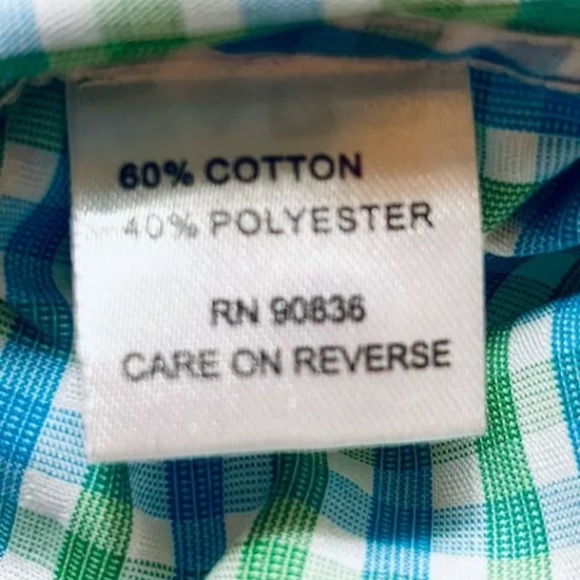 60% COTTON
40% POLYESTER
RN 90836
CARE ON REVERSE